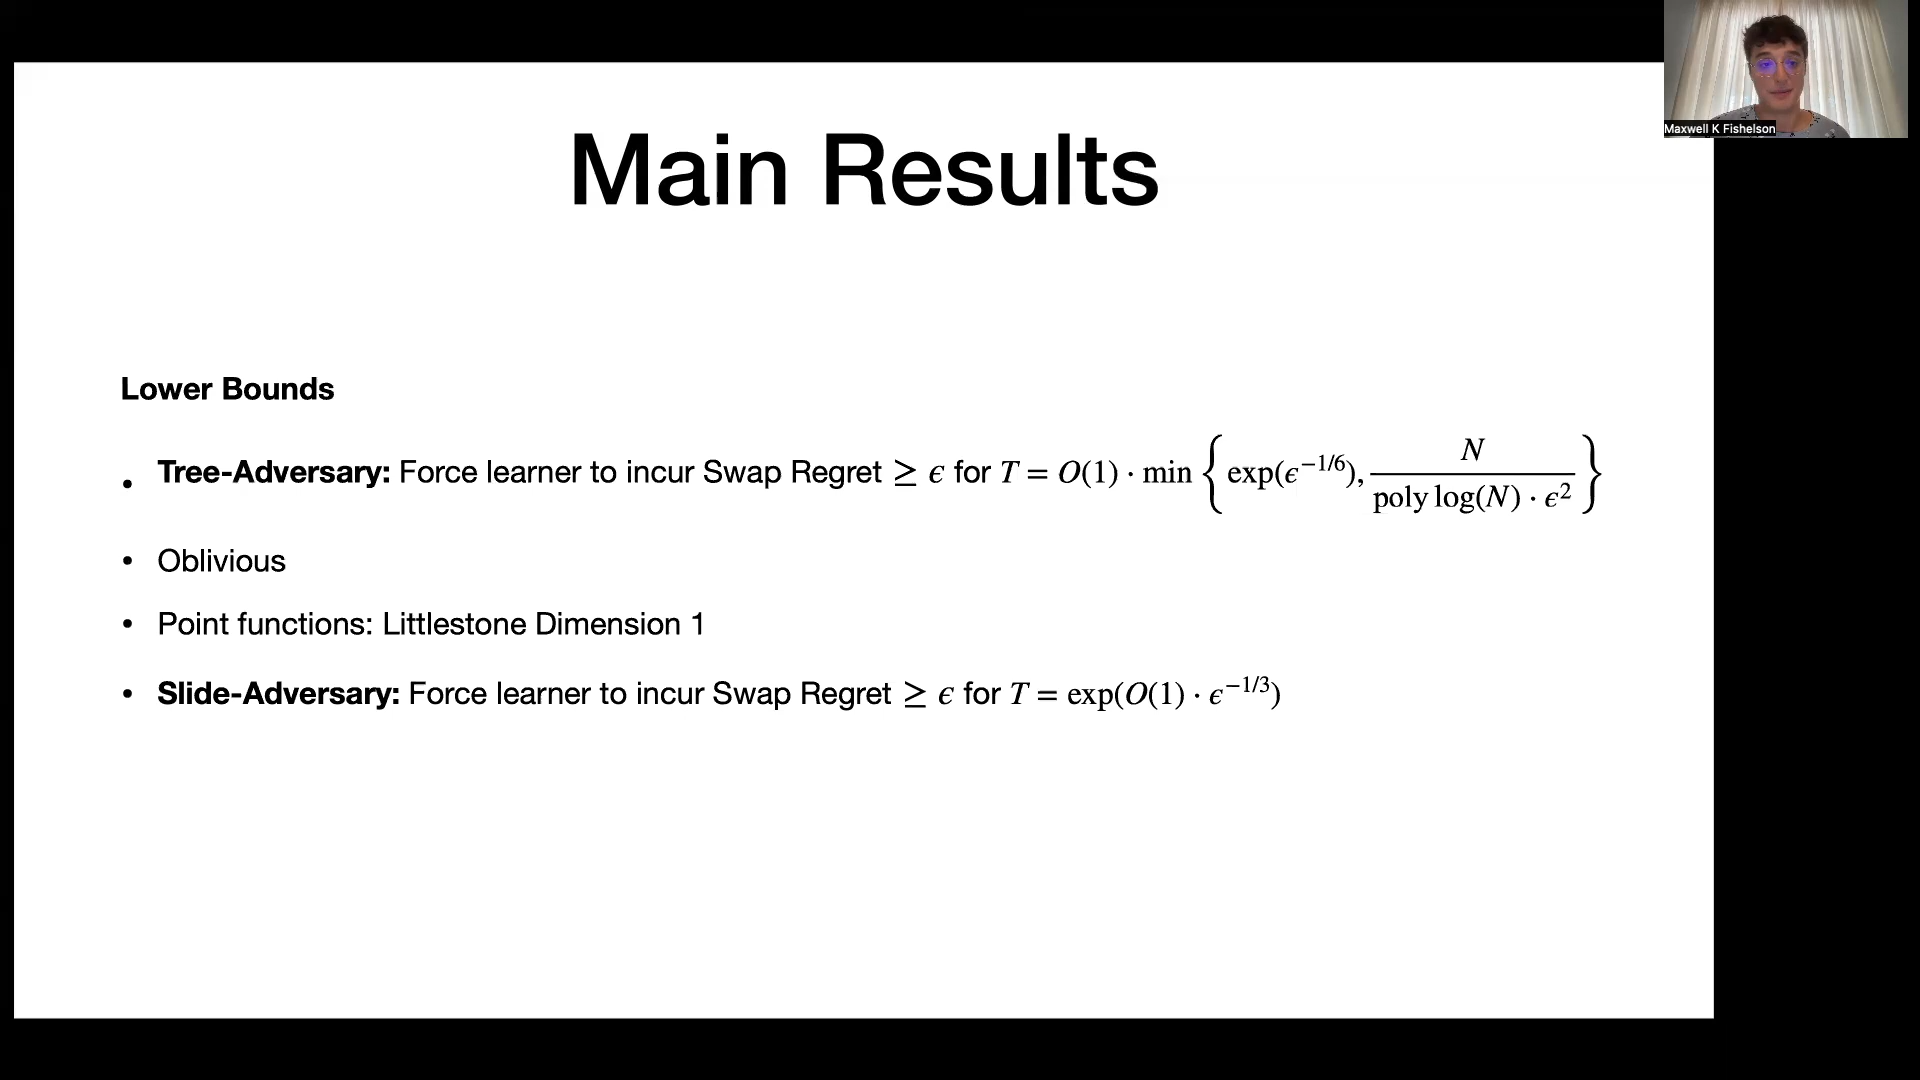 Maxwell K Fishelson
Main Results
Lower Bounds
• Tree-Adversary: Force learner to incur Swap Regret ≥ ϵ for T = O(1) · min { exp(ϵ^{−1/6}), N / (poly log(N) · ϵ²) }
• Oblivious
• Point functions: Littlestone Dimension 1
• Slide-Adversary: Force learner to incur Swap Regret ≥ ϵ for T = exp(O(1) · ϵ^{−1/3})